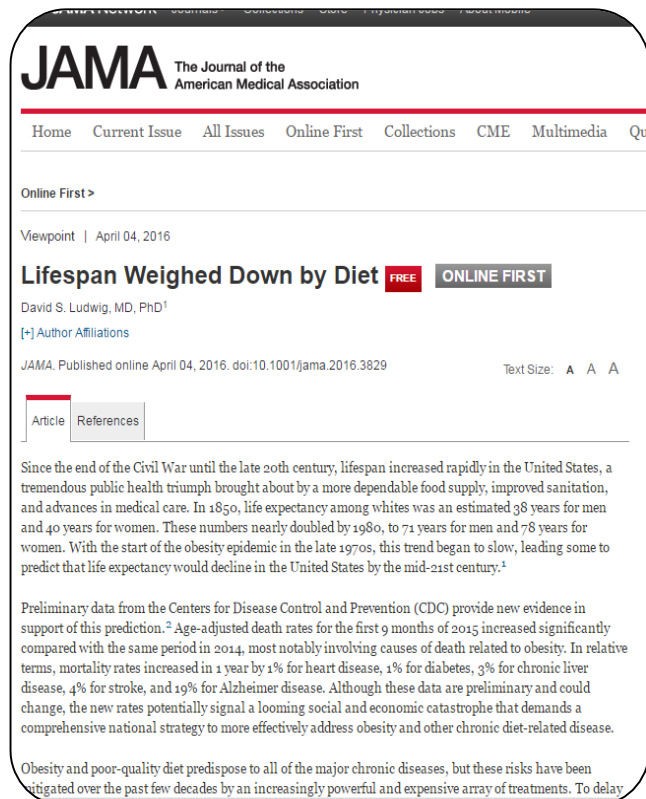 JAMA NETWORK Journals Collections Store Physician Jobs About Mobile
JAMA The Journal of the
American Medical Association
Home Current Issue All Issues Online First Collections CME Multimedia Qu
Online First >
Viewpoint | April 04, 2016
Lifespan Weighed Down by Diet FREE ONLINE FIRST
David S. Ludwig, MD, PhD1
[+] Author Affiliations
JAMA. Published online April 04, 2016. doi:10.1001/jama.2016.3829 Text Size: A A A
Article References
Since the end of the Civil War until the late 20th century, lifespan increased rapidly in the United States, a
tremendous public health triumph brought about by a more dependable food supply, improved sanitation,
and advances in medical care. In 1850, life expectancy among whites was an estimated 38 years for men
and 40 years for women. These numbers nearly doubled by 1980, to 71 years for men and 78 years for
women. With the start of the obesity epidemic in the late 1970s, this trend began to slow, leading some to
predict that life expectancy would decline in the United States by the mid-21st century.1
Preliminary data from the Centers for Disease Control and Prevention (CDC) provide new evidence in
support of this prediction.2 Age-adjusted death rates for the first 9 months of 2015 increased significantly
compared with the same period in 2014, most notably involving causes of death related to obesity. In relative
terms, mortality rates increased in 1 year by 1% for heart disease, 1% for diabetes, 3% for chronic liver
disease, 4% for stroke, and 19% for Alzheimer disease. Although these data are preliminary and could
change, the new rates potentially signal a looming social and economic catastrophe that demands a
comprehensive national strategy to more effectively address obesity and other chronic diet-related disease.
Obesity and poor-quality diet predispose to all of the major chronic diseases, but these risks have been
mitigated over the past few decades by an increasingly powerful and expensive array of treatments. To delay